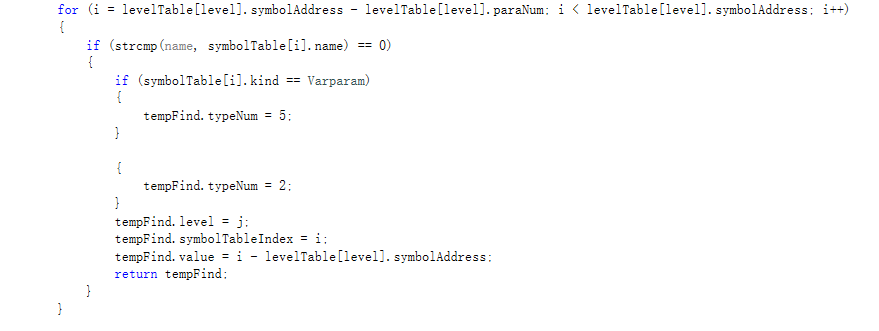 for (i = levelTable[level].symbolAddress - levelTable[level].paraNum; i < levelTable[level].symbolAddress; i++)
{
if (strcmp(name, symbolTable[i].name) == 0)
{
if (symbolTable[i].kind == Varparam)
{
tempFind.typeNum = 5;
}
{
tempFind.typeNum = 2;
}
tempFind.level = j;
tempFind.symbolTableIndex = i;
tempFind.value = i - levelTable[level].symbolAddress;
return tempFind;
}
}